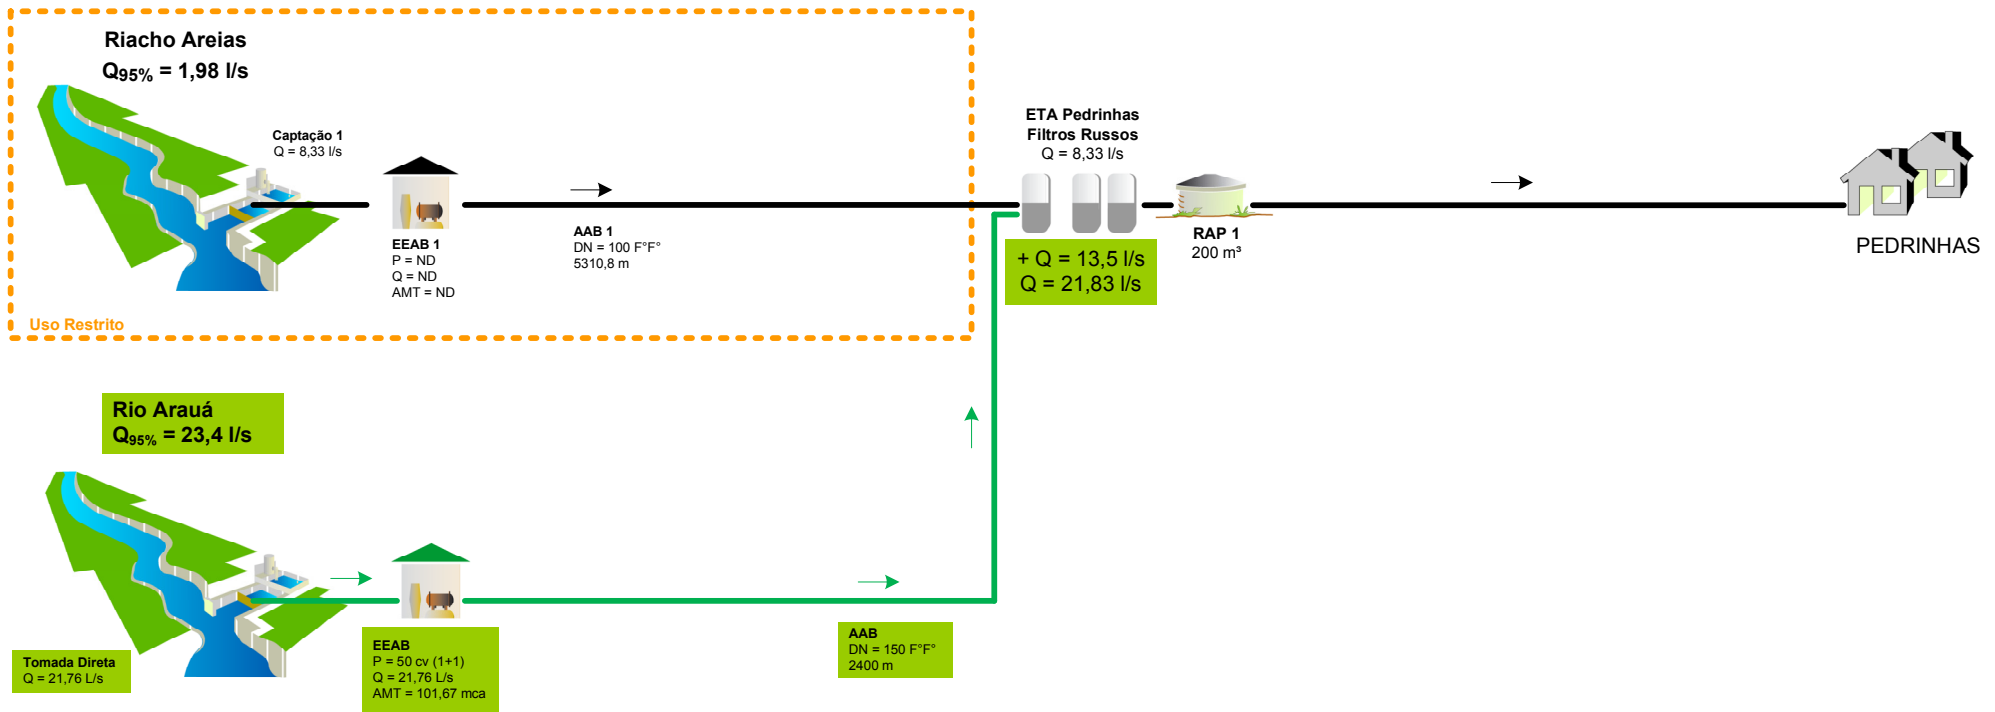 Riacho Areias
Q95% = 1,98 l/s
Captação 1
Q = 8,33 l/s
EEAB 1
P = ND
Q = ND
AMT = ND
AAB 1
DN = 100 F°F°
5310,8 m
Uso Restrito
ETA Pedrinhas
Filtros Russos
Q = 8,33 l/s
+ Q = 13,5 l/s
Q = 21,83 l/s
RAP 1
200 m³
PEDRINHAS
Rio Arauá
Q95% = 23,4 l/s
Tomada Direta
Q = 21,76 L/s
EEAB
P = 50 cv (1+1)
Q = 21,76 L/s
AMT = 101,67 mca
AAB
DN = 150 F°F°
2400 m